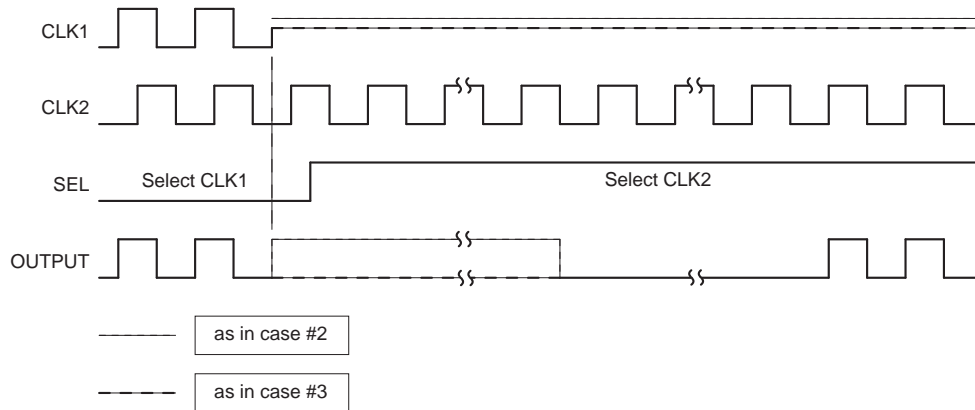 CLK1
CLK2
SEL
Select CLK1
Select CLK2
OUTPUT
as in case #2
as in case #3